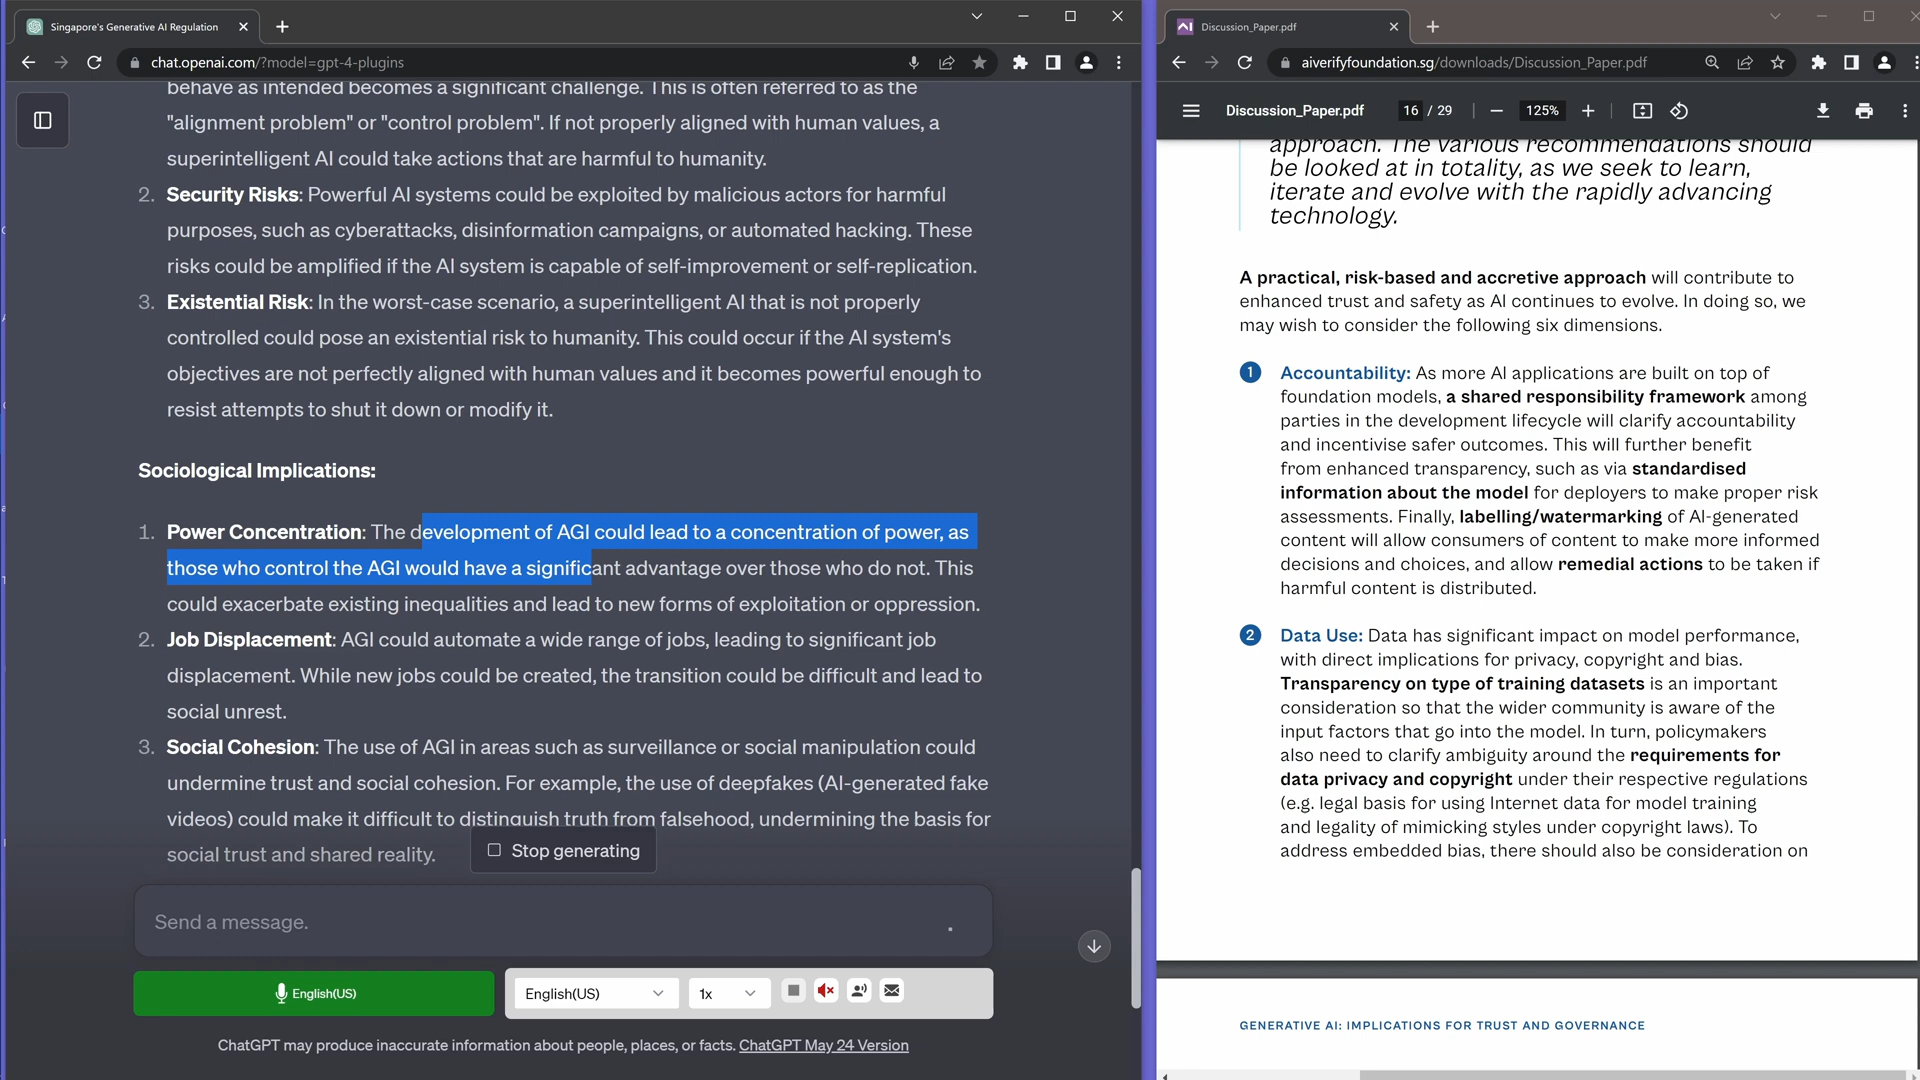 Singapore's Generative AI Regulation
chat.openai.com/?model=gpt-4-plugins
behave as intended becomes a significant challenge. This is often referred to as the
"alignment problem" or "control problem". If not properly aligned with human values, a
superintelligent AI could take actions that are harmful to humanity.
2. Security Risks: Powerful AI systems could be exploited by malicious actors for harmful
purposes, such as cyberattacks, disinformation campaigns, or automated hacking. These
risks could be amplified if the AI system is capable of self-improvement or self-replication.
3. Existential Risk: In the worst-case scenario, a superintelligent AI that is not properly
controlled could pose an existential risk to humanity. This could occur if the AI system's
objectives are not perfectly aligned with human values and it becomes powerful enough to
resist attempts to shut it down or modify it.
Sociological Implications:
1. Power Concentration: The development of AGI could lead to a concentration of power, as
those who control the AGI would have a significant advantage over those who do not. This
could exacerbate existing inequalities and lead to new forms of exploitation or oppression.
2. Job Displacement: AGI could automate a wide range of jobs, leading to significant job
displacement. While new jobs could be created, the transition could be difficult and lead to
social unrest.
3. Social Cohesion: The use of AGI in areas such as surveillance or social manipulation could
undermine trust and social cohesion. For example, the use of deepfakes (AI-generated fake
videos) could make it difficult to distinguish truth from falsehood, undermining the basis for
social trust and shared reality.
Stop generating
Send a message.
English(US)
English(US)
1x
ChatGPT may produce inaccurate information about people, places, or facts. ChatGPT May 24 Version
Discussion_Paper.pdf
aiverifyfoundation.sg/downloads/Discussion_Paper.pdf
Discussion_Paper.pdf
16 / 29
125%
approach. The various recommendations should
be looked at in totality, as we seek to learn,
iterate and evolve with the rapidly advancing
technology.
A practical, risk-based and accretive approach will contribute to
enhanced trust and safety as AI continues to evolve. In doing so, we
may wish to consider the following six dimensions.
1 Accountability: As more AI applications are built on top of
foundation models, a shared responsibility framework among
parties in the development lifecycle will clarify accountability
and incentivise safer outcomes. This will further benefit
from enhanced transparency, such as via standardised
information about the model for deployers to make proper risk
assessments. Finally, labelling/watermarking of AI-generated
content will allow consumers of content to make more informed
decisions and choices, and allow remedial actions to be taken if
harmful content is distributed.
2 Data Use: Data has significant impact on model performance,
with direct implications for privacy, copyright and bias.
Transparency on type of training datasets is an important
consideration so that the wider community is aware of the
input factors that go into the model. In turn, policymakers
also need to clarify ambiguity around the requirements for
data privacy and copyright under their respective regulations
(e.g. legal basis for using Internet data for model training
and legality of mimicking styles under copyright laws). To
address embedded bias, there should also be consideration on
GENERATIVE AI: IMPLICATIONS FOR TRUST AND GOVERNANCE